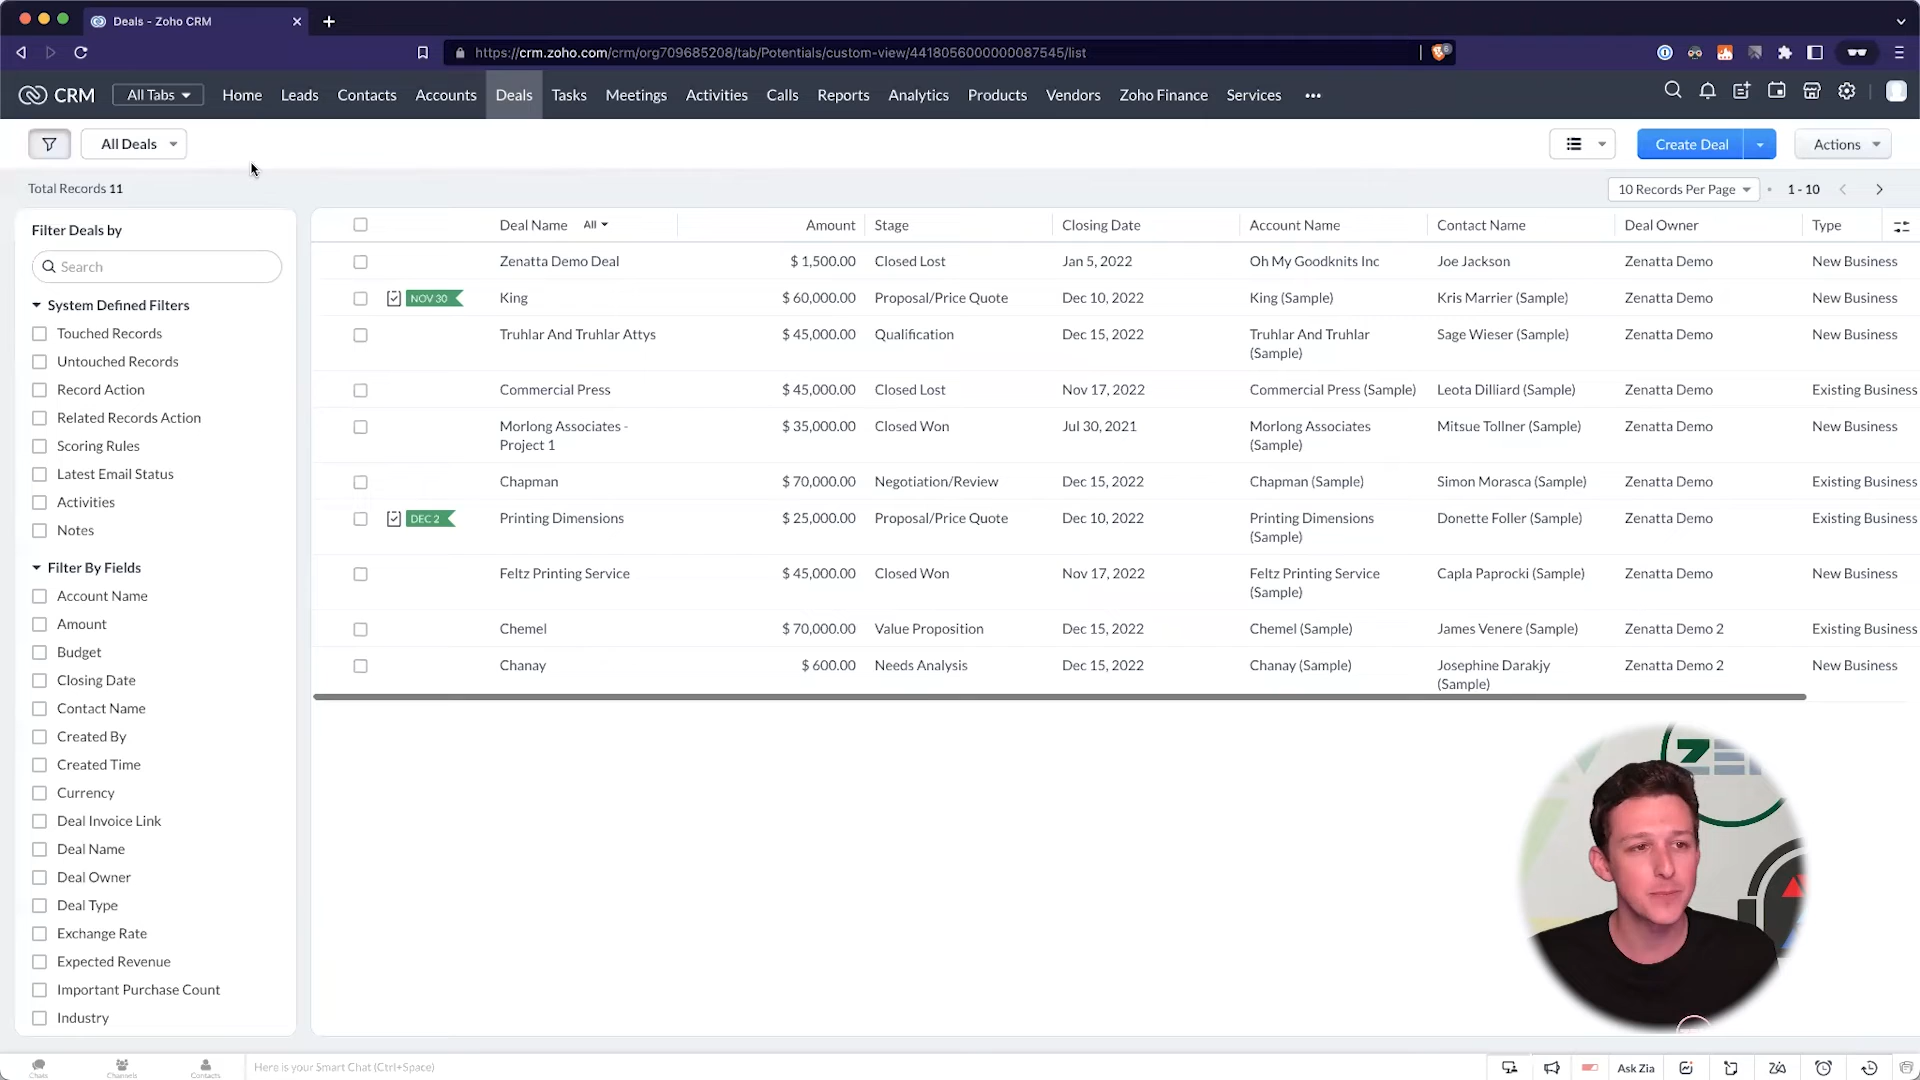 Deals - Zoho CRM
https://crm.zoho.com/crm/org709685208/tab/Potentials/custom-view/4418056000000087545/list
6
CRM
All Tabs
Home
Leads
Contacts
Accounts
Deals
Tasks
Meetings
Activities
Calls
Reports
Analytics
Products
Vendors
Zoho Finance
Services
All Deals
Create Deal
Actions
Total Records 11
10 Records Per Page
1 - 10
Filter Deals by
Search
System Defined Filters
Touched Records
Untouched Records
Record Action
Related Records Action
Scoring Rules
Latest Email Status
Activities
Notes
Filter By Fields
Account Name
Amount
Budget
Closing Date
Contact Name
Created By
Created Time
Currency
Deal Invoice Link
Deal Name
Deal Owner
Deal Type
Exchange Rate
Expected Revenue
Important Purchase Count
Industry
Deal Name All Amount Stage Closing Date Account Name Contact Name Deal Owner Type
Zenatta Demo Deal $ 1,500.00 Closed Lost Jan 5, 2022 Oh My Goodknits Inc Joe Jackson Zenatta Demo New Business
NOV 30 King $ 60,000.00 Proposal/Price Quote Dec 10, 2022 King (Sample) Kris Marrier (Sample) Zenatta Demo New Business
Truhlar And Truhlar Attys $ 45,000.00 Qualification Dec 15, 2022 Truhlar And Truhlar Sage Wieser (Sample) Zenatta Demo New Business
(Sample)
Commercial Press $ 45,000.00 Closed Lost Nov 17, 2022 Commercial Press (Sample) Leota Dilliard (Sample) Zenatta Demo Existing Business
Morlong Associates - $ 35,000.00 Closed Won Jul 30, 2021 Morlong Associates Mitsue Tollner (Sample) Zenatta Demo New Business
Project 1 (Sample)
Chapman $ 70,000.00 Negotiation/Review Dec 15, 2022 Chapman (Sample) Simon Morasca (Sample) Zenatta Demo Existing Business
DEC 2 Printing Dimensions $ 25,000.00 Proposal/Price Quote Dec 10, 2022 Printing Dimensions Donette Foller (Sample) Zenatta Demo Existing Business
(Sample)
Feltz Printing Service $ 45,000.00 Closed Won Nov 17, 2022 Feltz Printing Service Capla Paprocki (Sample) Zenatta Demo New Business
(Sample)
Chemel $ 70,000.00 Value Proposition Dec 15, 2022 Chemel (Sample) James Venere (Sample) Zenatta Demo 2 Existing Business
Chanay $ 600.00 Needs Analysis Dec 15, 2022 Chanay (Sample) Josephine Darakjy Zenatta Demo 2 New Business
(Sample)
Chats
Channels
Contacts
Here is your Smart Chat (Ctrl+Space)
Ask Zia